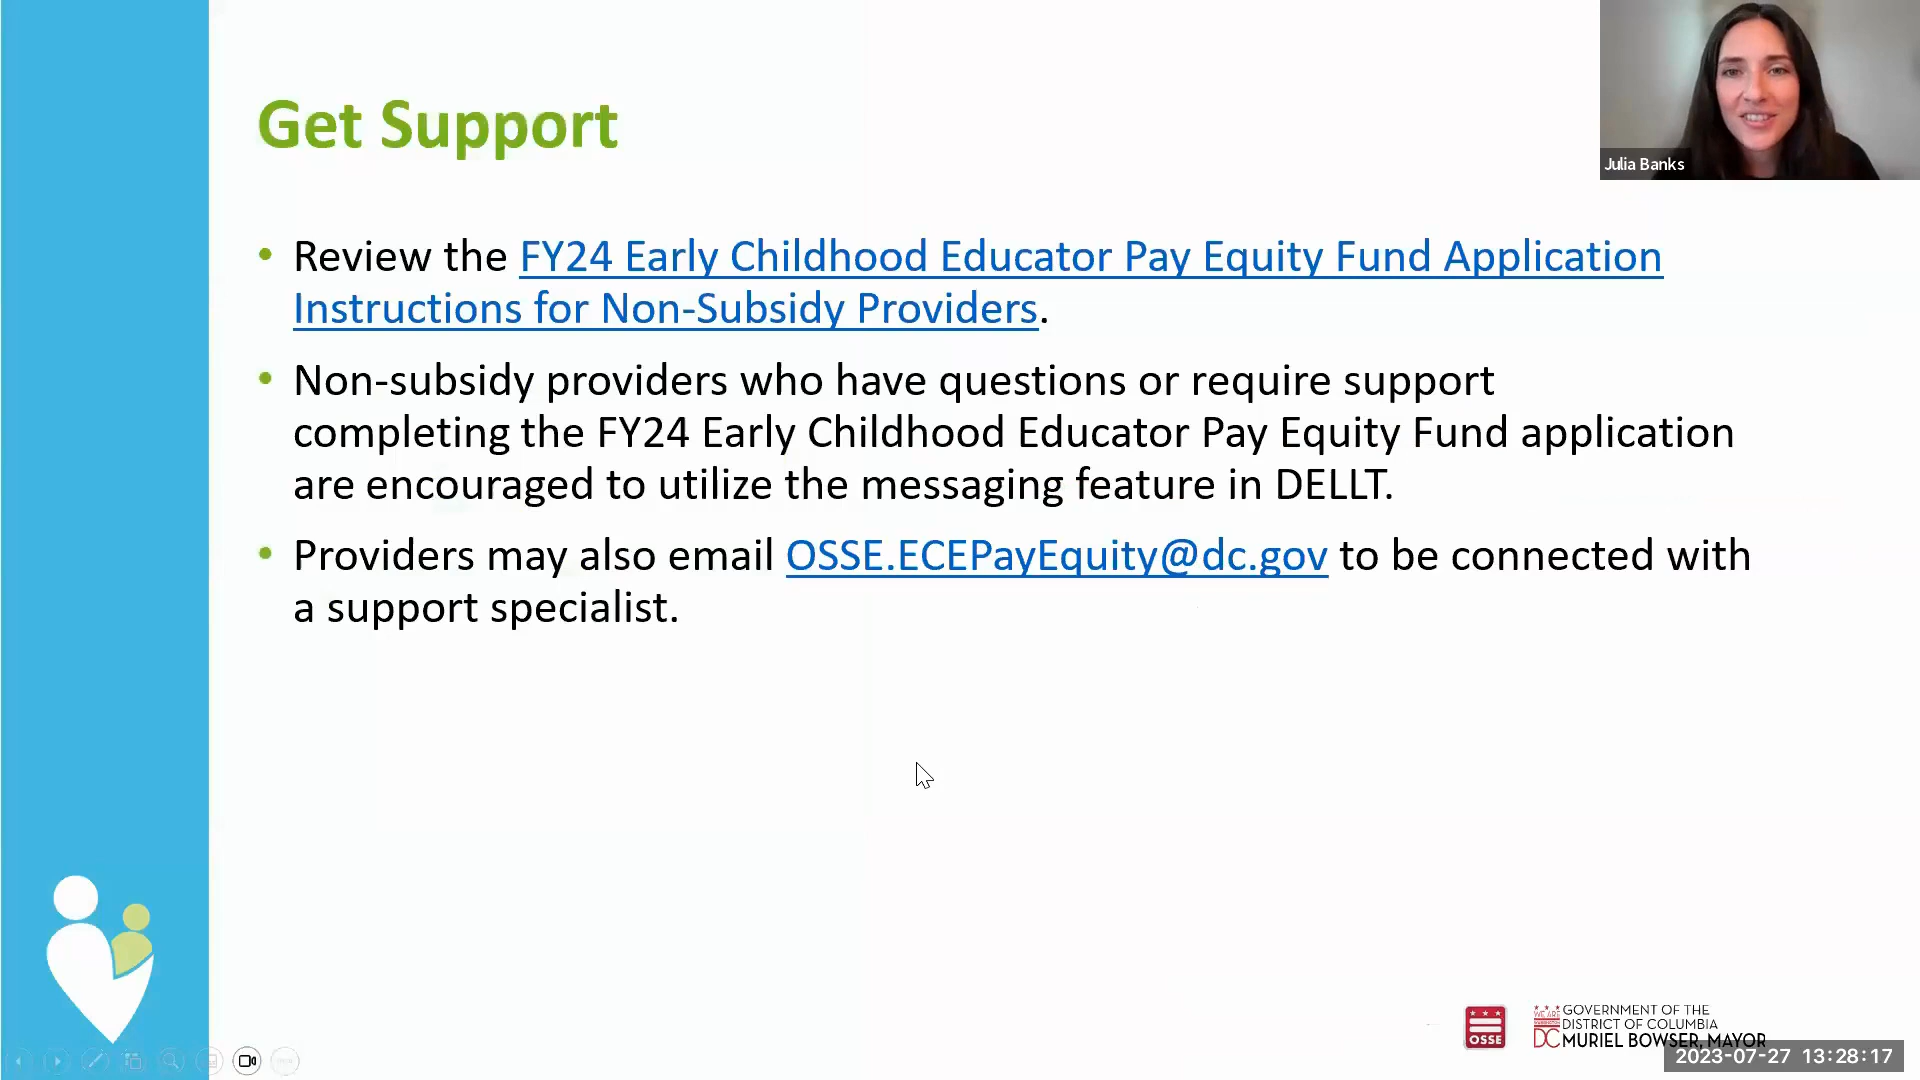 Get Support
Julia Banks
• Review the FY24 Early Childhood Educator Pay Equity Fund Application
Instructions for Non-Subsidy Providers.
• Non-subsidy providers who have questions or require support
completing the FY24 Early Childhood Educator Pay Equity Fund application
are encouraged to utilize the messaging feature in DELLT.
• Providers may also email OSSE.ECEPayEquity@dc.gov to be connected with
a support specialist.
OSSE
WE ARE
WASHINGTON
DC
GOVERNMENT OF THE
DISTRICT OF COLUMBIA
MURIEL BOWSER, MAYOR
2023-07-27 13:28:17